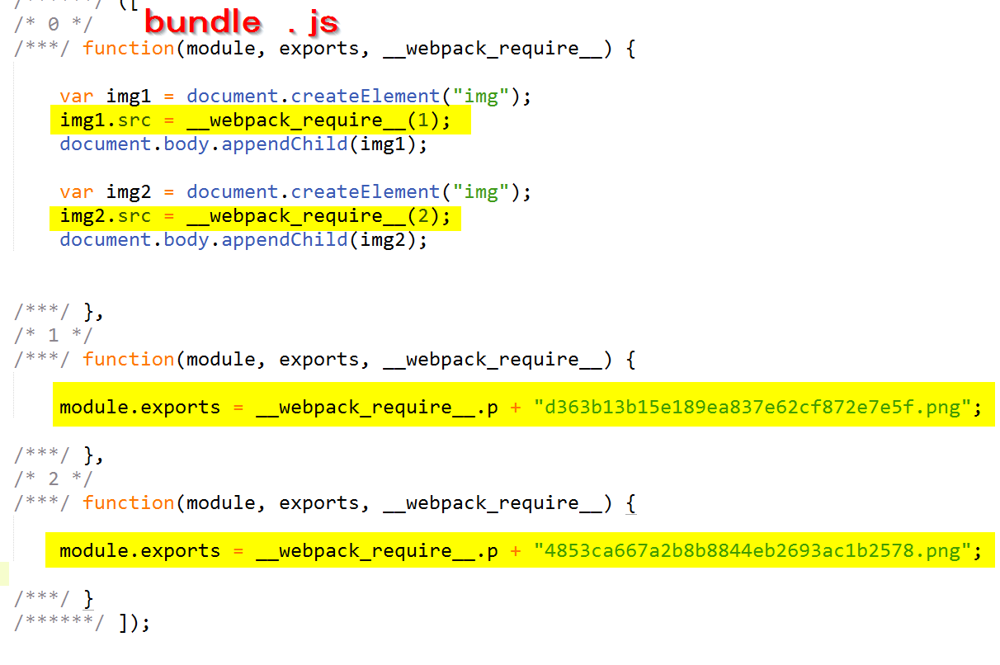 /******/ ([
/* 0 */ bundle . js
/***/ function(module, exports, __webpack_require__) {
var img1 = document.createElement("img");
img1.src = __webpack_require__(1);
document.body.appendChild(img1);
var img2 = document.createElement("img");
img2.src = __webpack_require__(2);
document.body.appendChild(img2);
/***/ },
/* 1 */
/***/ function(module, exports, __webpack_require__) {
module.exports = __webpack_require__.p + "d363b13b15e189ea837e62cf872e7e5f.png";
/***/ },
/* 2 */
/***/ function(module, exports, __webpack_require__) {
module.exports = __webpack_require__.p + "4853ca667a2b8b8844eb2693ac1b2578.png";
/***/ }
/******/ ]);